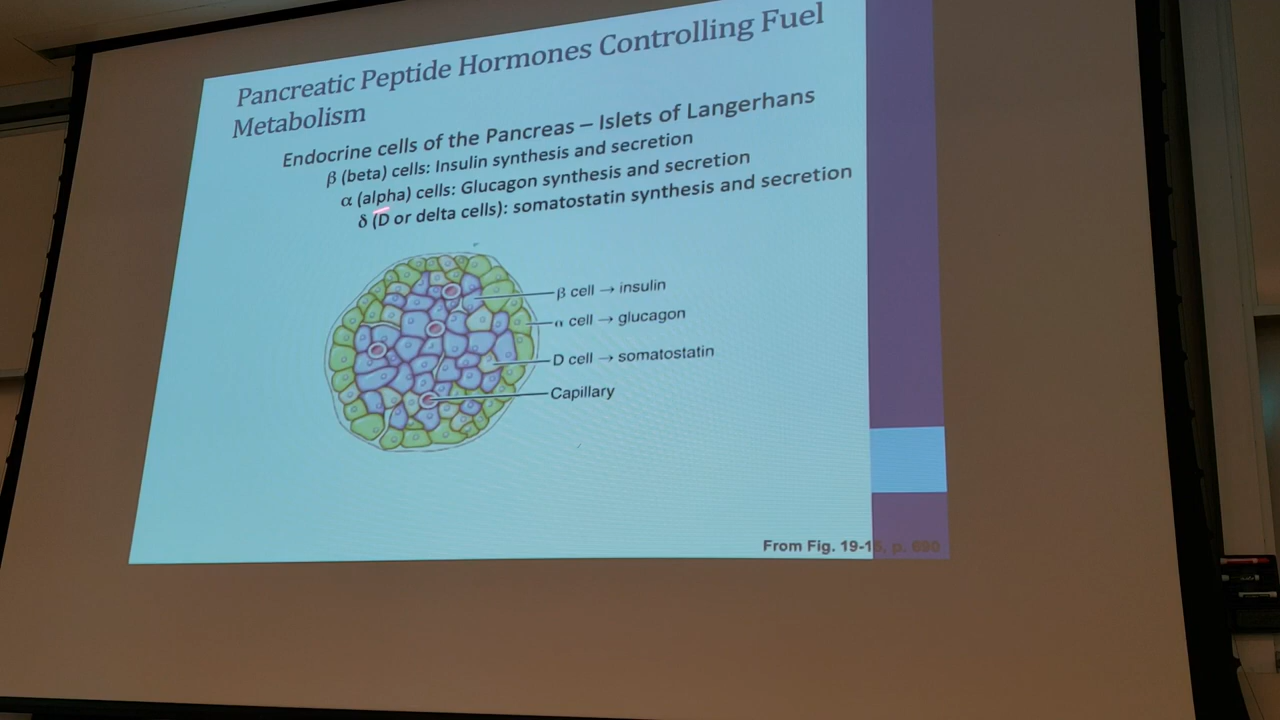 Pancreatic Peptide Hormones Controlling Fuel
Metabolism
Endocrine cells of the Pancreas – Islets of Langerhans
β (beta) cells: Insulin synthesis and secretion
α (alpha) cells: Glucagon synthesis and secretion
δ (D or delta cells): somatostatin synthesis and secretion
β cell → insulin
α cell → glucagon
D cell → somatostatin
Capillary
From Fig. 19-15, p. 690